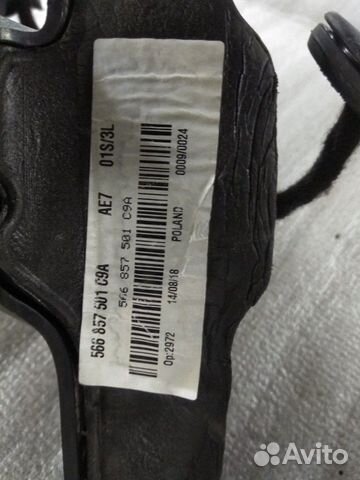 566 857 501 C9A AE7 01S/3L
566 857 501 C9A
0p:2972 14/08/18 POLAND 0009/0024
Avito